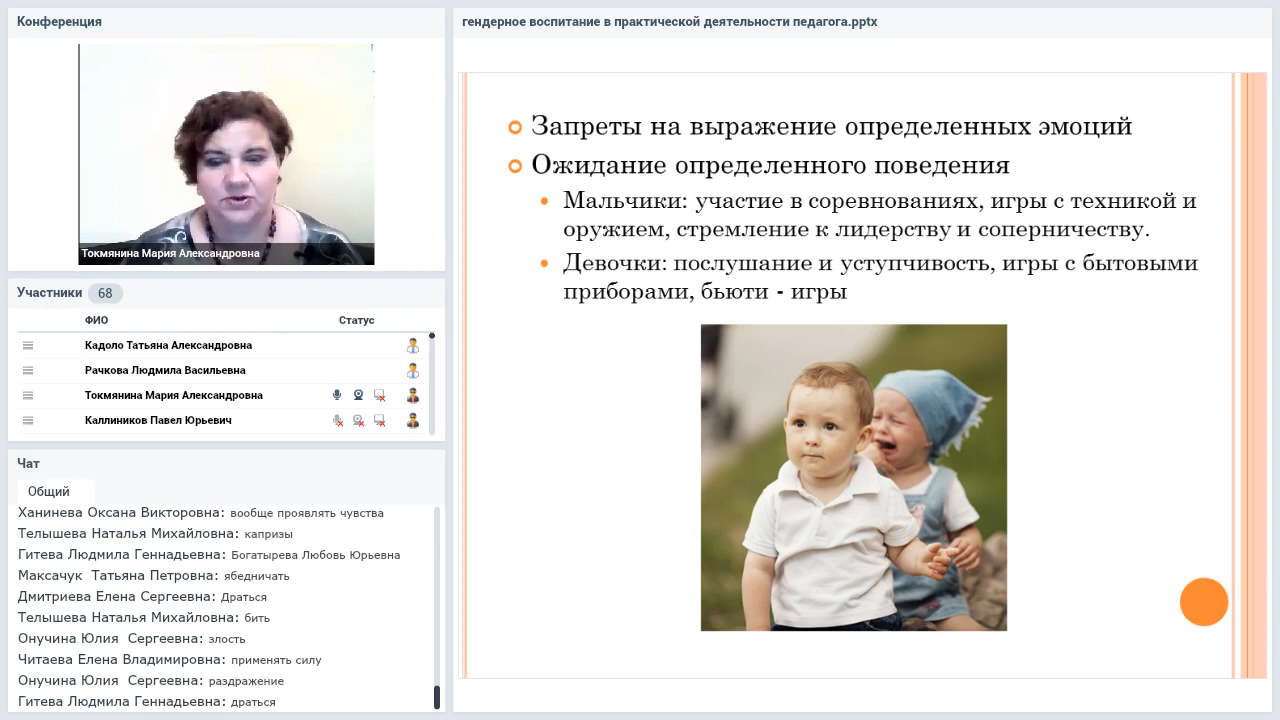 Конференция
Токмянина Мария Александровна
Участники 68
ФИО Статус
Кадоло Татьяна Александровна
Рачкова Людмила Васильевна
Токмянина Мария Александровна
Каллиников Павел Юрьевич
Чат
Общий
Ханинева Оксана Викторовна: вообще проявлять чувства
Телышева Наталья Михайловна: капризы
Гитева Людмила Геннадьевна: Богатырева Любовь Юрьевна
Максачук Татьяна Петровна: ябедничать
Дмитриева Елена Сергеевна: Драться
Телышева Наталья Михайловна: бить
Онучина Юлия Сергеевна: злость
Читаева Елена Владимировна: применять силу
Онучина Юлия Сергеевна: раздражение
Гитева Людмила Геннадьевна: драться
гендерное воспитание в практической деятельности педагога.pptx
Запреты на выражение определенных эмоций
Ожидание определенного поведения
Мальчики: участие в соревнованиях, игры с техникой и
оружием, стремление к лидерству и соперничеству.
Девочки: послушание и уступчивость, игры с бытовыми
приборами, бьюти - игры